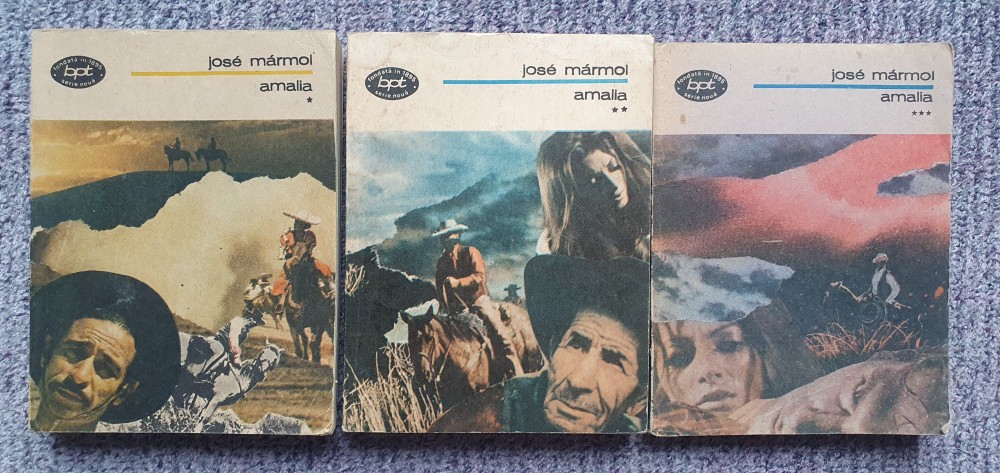 fondată în 1895
bpt
serie nouă
josé mármol
amalia
*
fondată în 1895
bpt
serie nouă
josé mármol
amalia
**
fondată în 1895
bpt
serie nouă
josé mármol
amalia
***